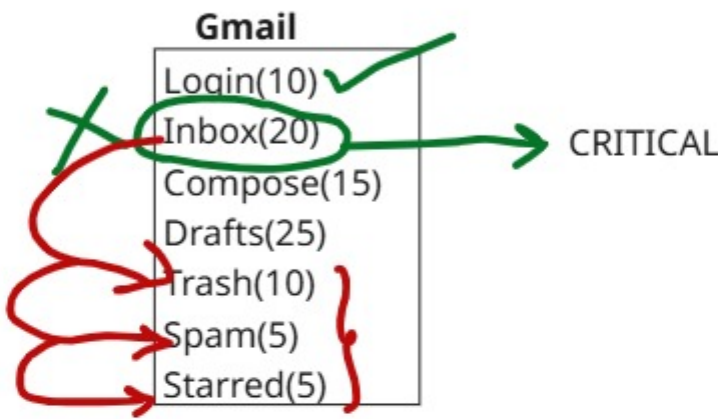 Gmail
Login(10)
Inbox(20)
CRITICAL
Compose(15)
Drafts(25)
Trash(10)
Spam(5)
Starred(5)